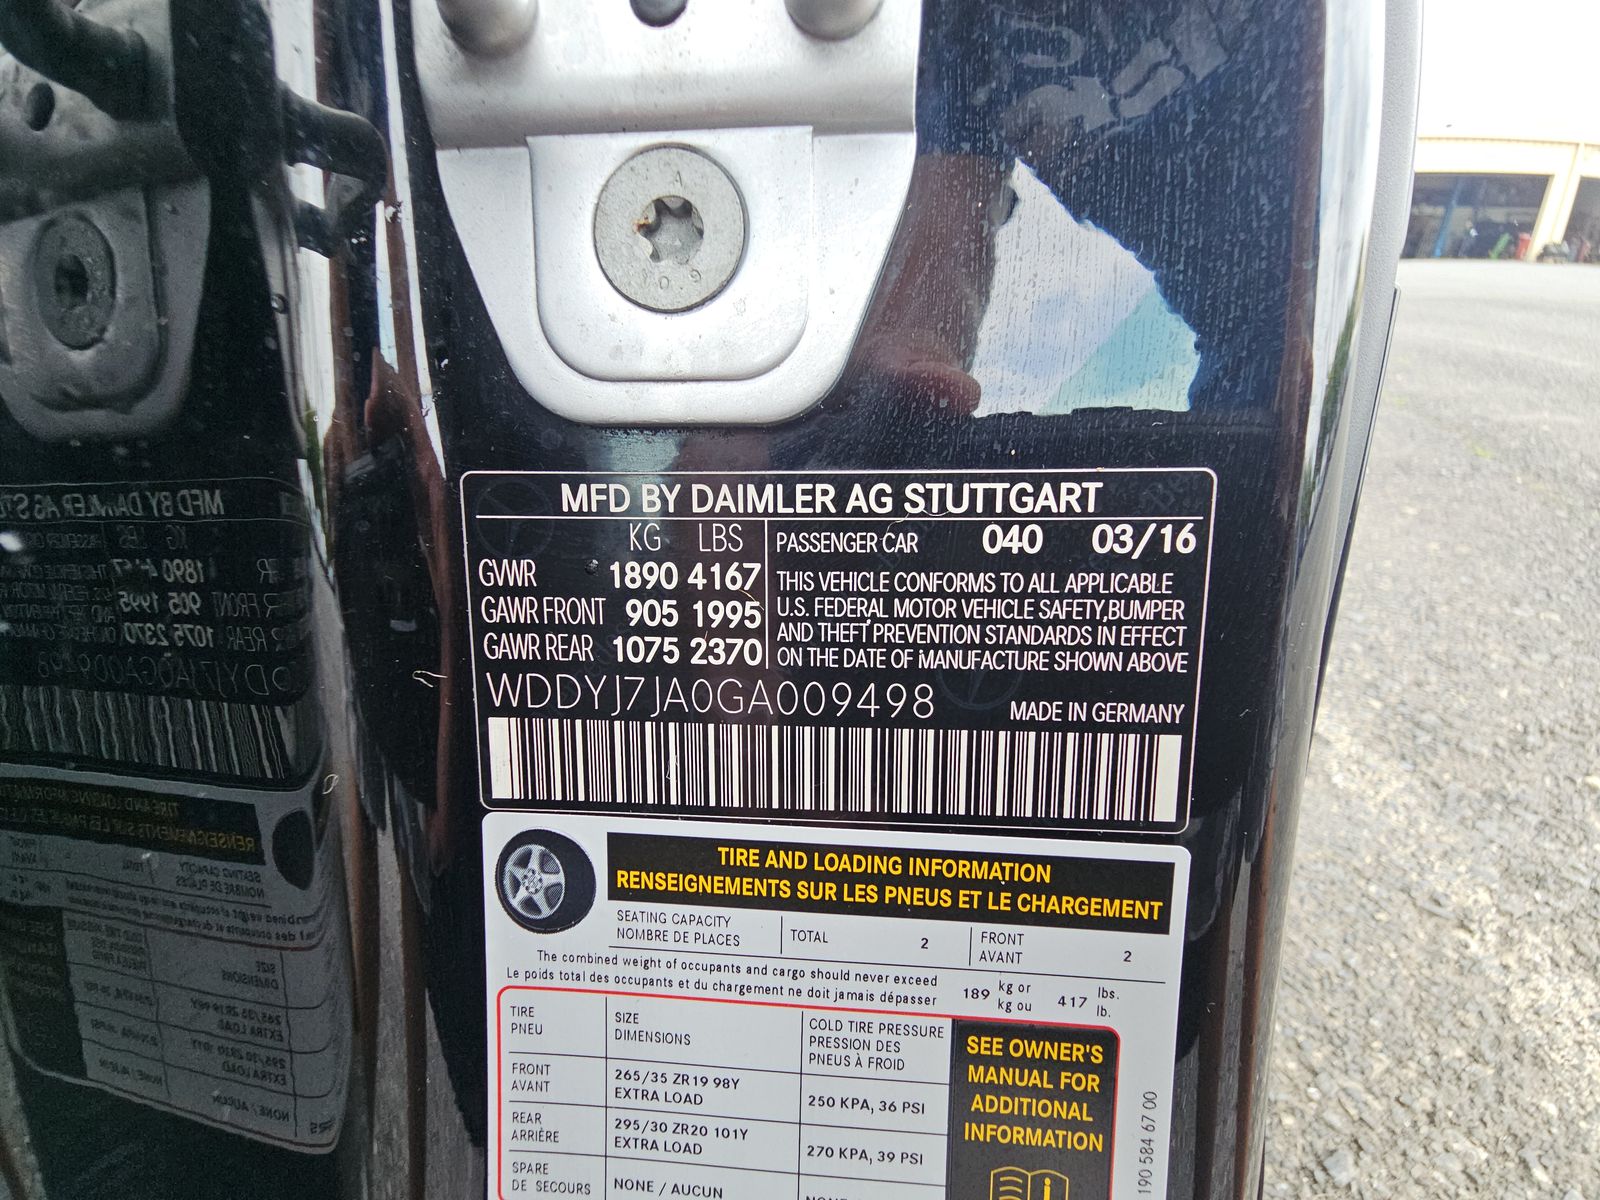 A
10.9
MFD BY DAIMLER AG STUTTGART
KG LBS
GVWR 1890 4167
GAWR FRONT 905 1995
GAWR REAR 1075 2370
PASSENGER CAR 040 03/16
THIS VEHICLE CONFORMS TO ALL APPLICABLE
U.S. FEDERAL MOTOR VEHICLE SAFETY,BUMPER
AND THEFT PREVENTION STANDARDS IN EFFECT
ON THE DATE OF MANUFACTURE SHOWN ABOVE
WDDYJ7JA0GA009498
MADE IN GERMANY
TIRE AND LOADING INFORMATION
RENSEIGNEMENTS SUR LES PNEUS ET LE CHARGEMENT
SEATING CAPACITY
NOMBRE DE PLACES
TOTAL 2
FRONT
AVANT
2
The combined weight of occupants and cargo should never exceed
Le poids total des occupants et du chargement ne doit jamais dépasser
189 kg or
kg ou
417 lbs.
lb.
TIRE
PNEU
SIZE
DIMENSIONS
COLD TIRE PRESSURE
PRESSION DES
PNEUS À FROID
FRONT
AVANT
265/35 ZR19 98Y
EXTRA LOAD
250 KPA, 36 PSI
REAR
ARRIÈRE
295/30 ZR20 101Y
EXTRA LOAD
270 KPA, 39 PSI
SPARE
DE SECOURS
NONE / AUCUN
SEE OWNER'S
MANUAL FOR
ADDITIONAL
INFORMATION
i
190 584 67 00